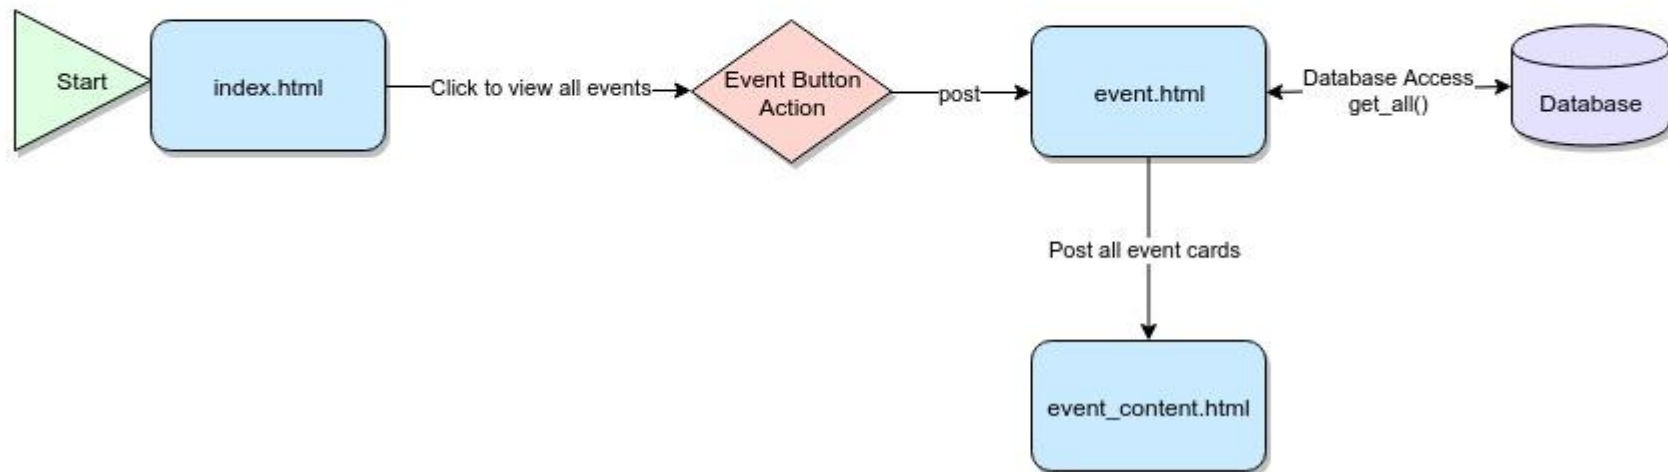 Start
index.html
Click to view all events
Event Button
Action
post
event.html
Database Access
get_all()
Database
Post all event cards
event_content.html